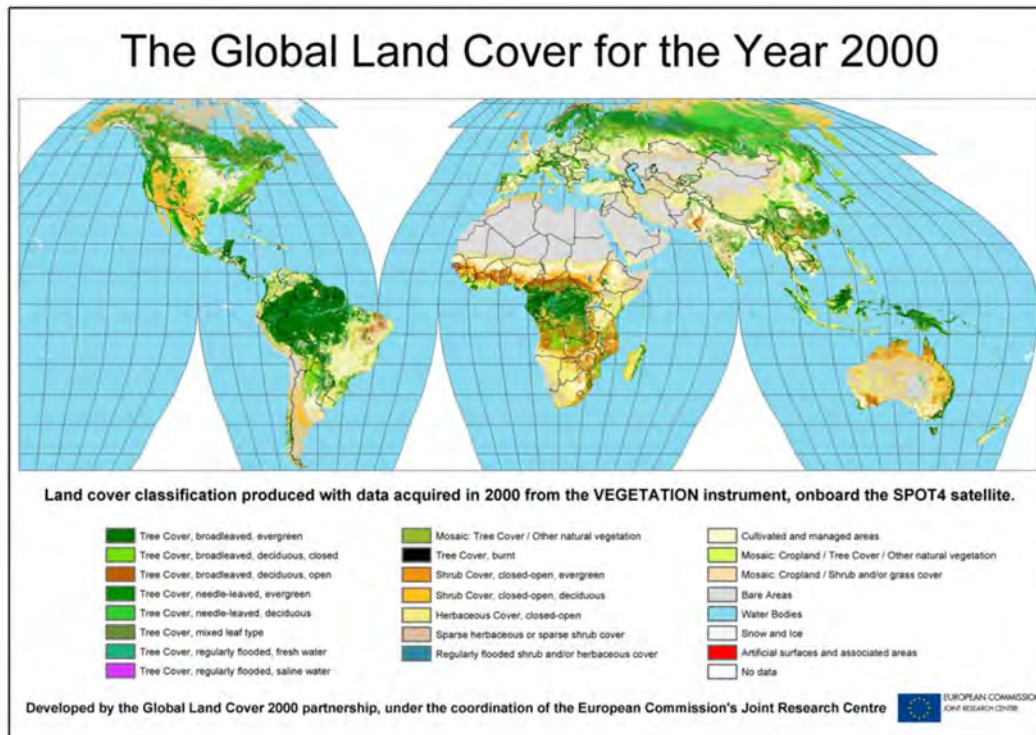 The Global Land Cover for the Year 2000
Land cover classification produced with data acquired in 2000 from the VEGETATION instrument, onboard the SPOT4 satellite.
Tree Cover, broadleaved, evergreen
Tree Cover, broadleaved, deciduous, closed
Tree Cover, broadleaved, deciduous, open
Tree Cover, needle-leaved, evergreen
Tree Cover, needle-leaved, deciduous
Tree Cover, mixed leaf type
Tree Cover, regularly flooded, fresh water
Tree Cover, regularly flooded, saline water
Mosaic: Tree Cover / Other natural vegetation
Tree Cover, burnt
Shrub Cover, closed-open, evergreen
Shrub Cover, closed-open, deciduous
Herbaceous Cover, closed-open
Sparse herbaceous or sparse shrub cover
Regularly flooded shrub and/or herbaceous cover
Cultivated and managed areas
Mosaic: Cropland / Tree Cover / Other natural vegetation
Mosaic: Cropland / Shrub and/or grass cover
Bare Areas
Water Bodies
Snow and Ice
Artificial surfaces and associated areas
No data
Developed by the Global Land Cover 2000 partnership, under the coordination of the European Commission's Joint Research Centre
EUROPEAN COMMISSION
JOINT RESEARCH CENTRE